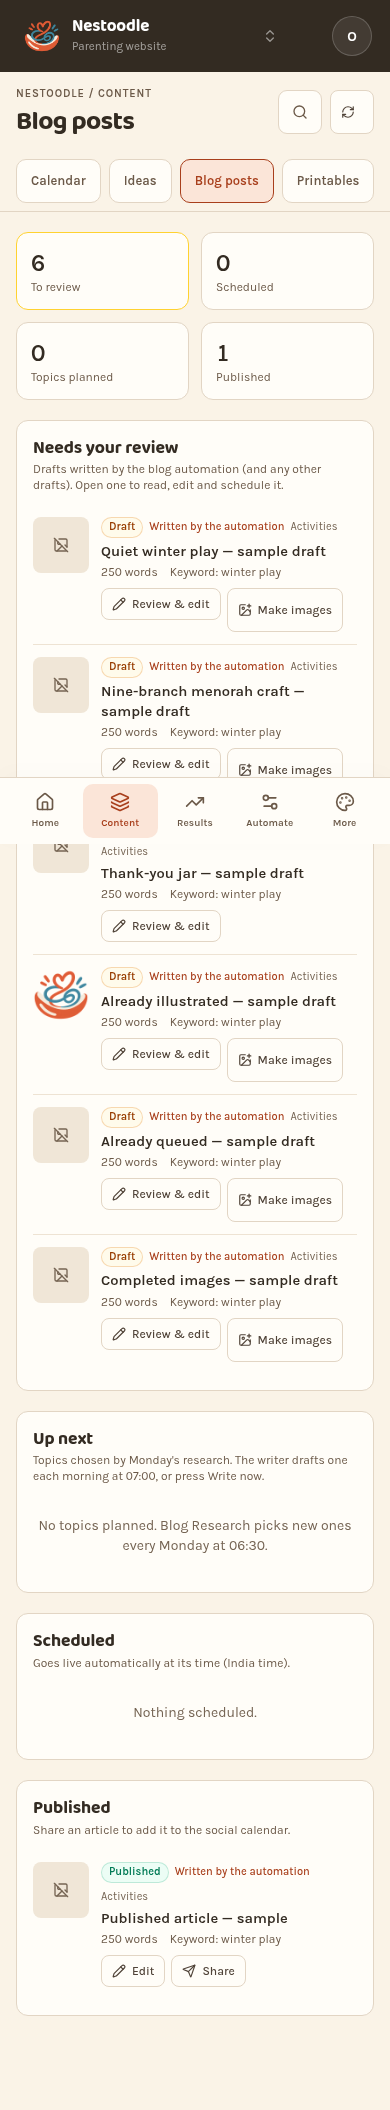 Nestoodle
Parenting website
O
NESTOODLE / CONTENT
Blog posts
Calendar
Ideas
Blog posts
Printables
6
To review
0
Scheduled
0
Topics planned
1
Published
Needs your review
Drafts written by the blog automation (and any other
drafts). Open one to read, edit and schedule it.
Draft Written by the automation Activities
Quiet winter play — sample draft
250 words Keyword: winter play
Review & edit Make images
Draft Written by the automation Activities
Nine-branch menorah craft —
sample draft
250 words Keyword: winter play
Review & edit Make images
Home Content Results Automate More
Activities
Thank-you jar — sample draft
250 words Keyword: winter play
Review & edit
Draft Written by the automation Activities
Already illustrated — sample draft
250 words Keyword: winter play
Review & edit Make images
Draft Written by the automation Activities
Already queued — sample draft
250 words Keyword: winter play
Review & edit Make images
Draft Written by the automation Activities
Completed images — sample draft
250 words Keyword: winter play
Review & edit Make images
Up next
Topics chosen by Monday's research. The writer drafts one
each morning at 07:00, or press Write now.
No topics planned. Blog Research picks new ones
every Monday at 06:30.
Scheduled
Goes live automatically at its time (India time).
Nothing scheduled.
Published
Share an article to add it to the social calendar.
Published Written by the automation
Activities
Published article — sample
250 words Keyword: winter play
Edit Share